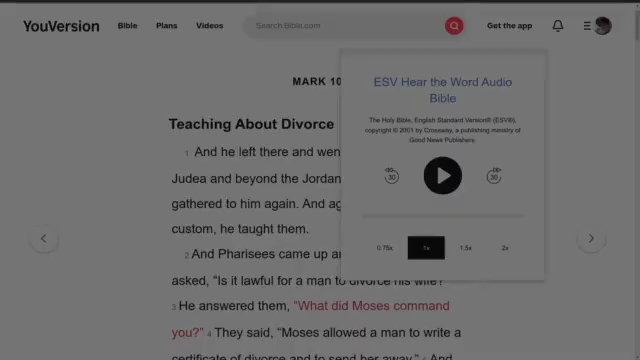 YouVersion Bible Plans Videos Search Bible.com Get the app
MARK 10
ESV Hear the Word Audio
Bible
The Holy Bible, English Standard Version® (ESV®),
copyright © 2001 by Crossway, a publishing ministry of
Good News Publishers.
30 30
0.75x 1x 1.5x 2x
Teaching About Divorce
1 And he left there and wen
Judea and beyond the Jordan
gathered to him again. And ag
custom, he taught them.
2 And Pharisees came up a
asked, “Is it lawful for a man to divorce his wife?”
3 He answered them, “What did Moses command
you?” 4 They said, “Moses allowed a man to write a
certificate of divorce and to send her away.” 5 And